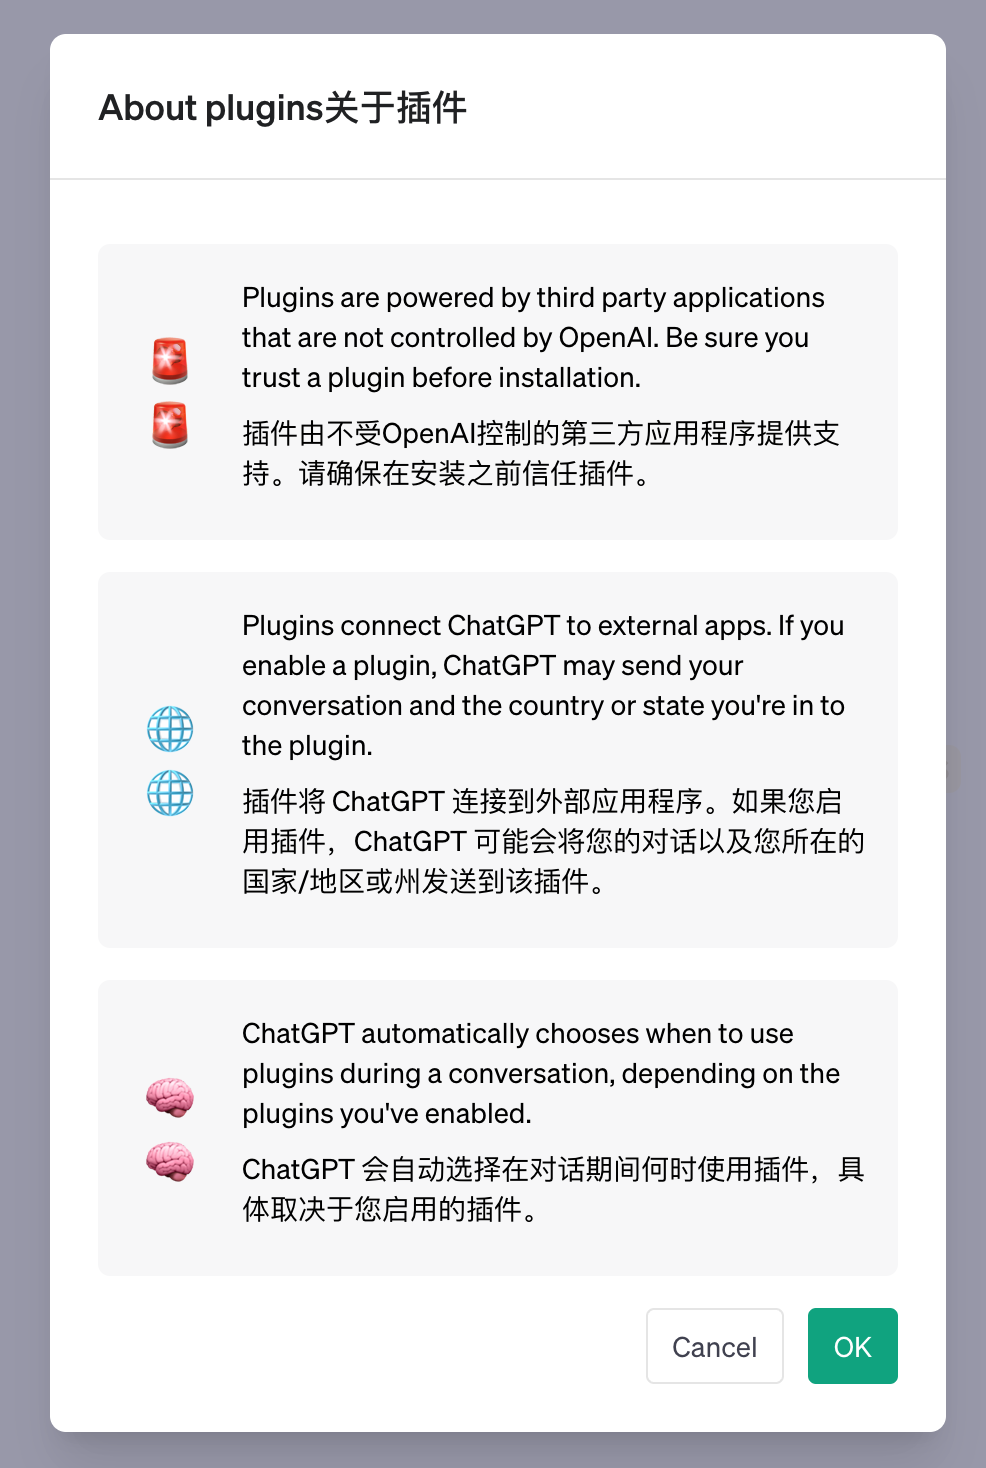 About plugins关于插件
Plugins are powered by third party applications
that are not controlled by OpenAI. Be sure you
trust a plugin before installation.
插件由不受OpenAI控制的第三方应用程序提供支
持。请确保在安装之前信任插件。
Plugins connect ChatGPT to external apps. If you
enable a plugin, ChatGPT may send your
conversation and the country or state you're in to
the plugin.
插件将 ChatGPT 连接到外部应用程序。如果您启
用插件，ChatGPT 可能会将您的对话以及您所在的
国家/地区或州发送到该插件。
ChatGPT automatically chooses when to use
plugins during a conversation, depending on the
plugins you've enabled.
ChatGPT 会自动选择在对话期间何时使用插件，具
体取决于您启用的插件。
Cancel
OK